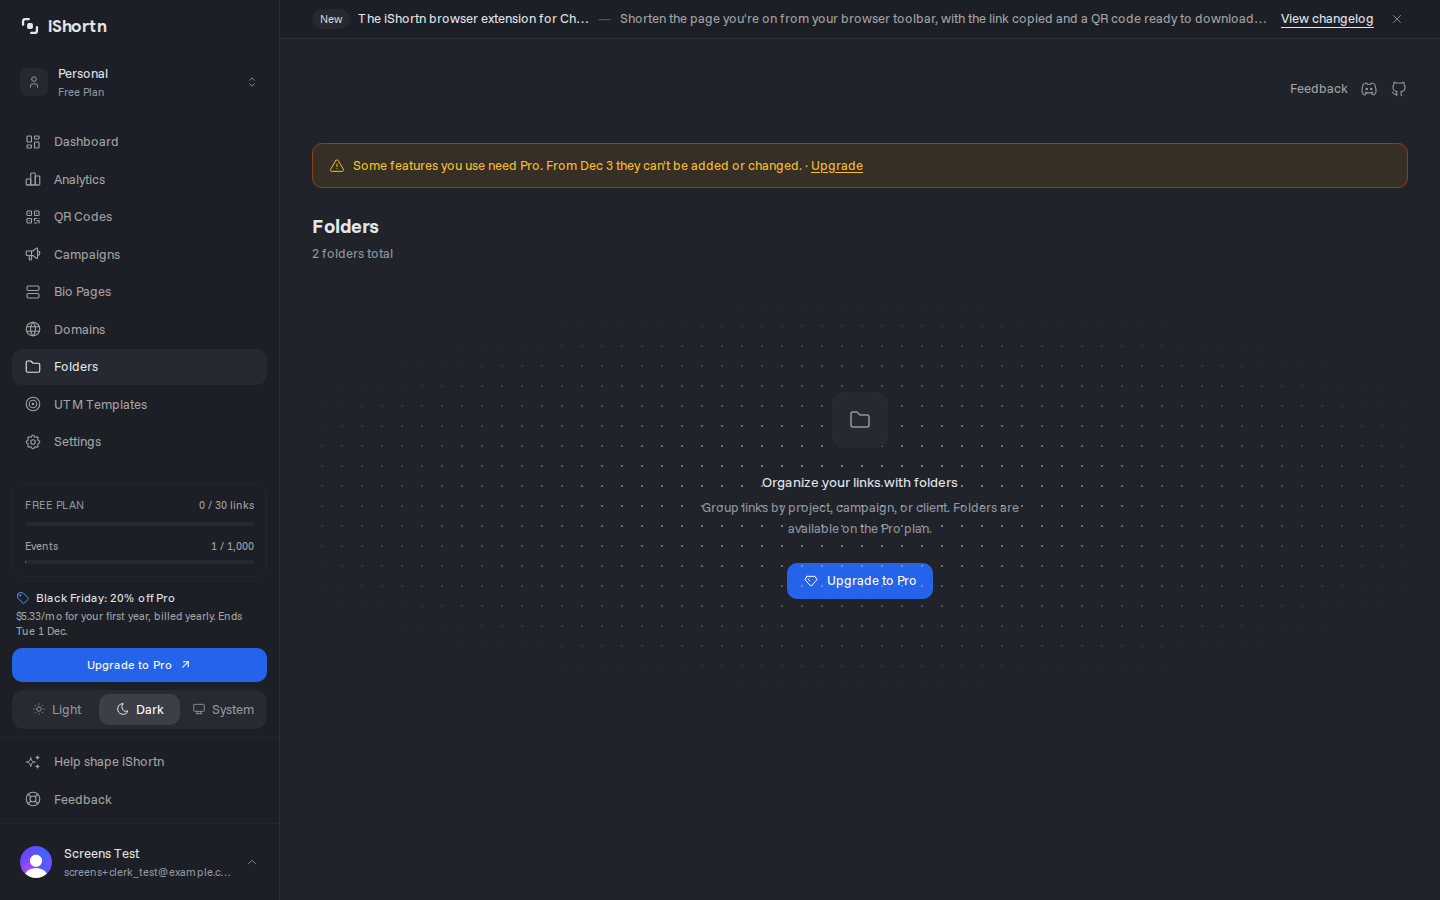 iShortn
Personal
Free Plan
Dashboard
Analytics
QR Codes
Campaigns
Bio Pages
Domains
Folders
UTM Templates
Settings
FREE PLAN
0 / 30 links
Events
1 / 1,000
Black Friday: 20% off Pro
$5.33/mo for your first year, billed yearly. Ends
Tue 1 Dec.
Upgrade to Pro
Light
Dark
System
Help shape iShortn
Feedback
Screens Test
screens+clerk_test@example.c...
New
The iShortn browser extension for Ch... — Shorten the page you're on from your browser toolbar, with the link copied and a QR code ready to download...
View changelog
Feedback
Some features you use need Pro. From Dec 3 they can't be added or changed. · Upgrade
Folders
2 folders total
Organize your links with folders
Group links by project, campaign, or client. Folders are
available on the Pro plan.
Upgrade to Pro